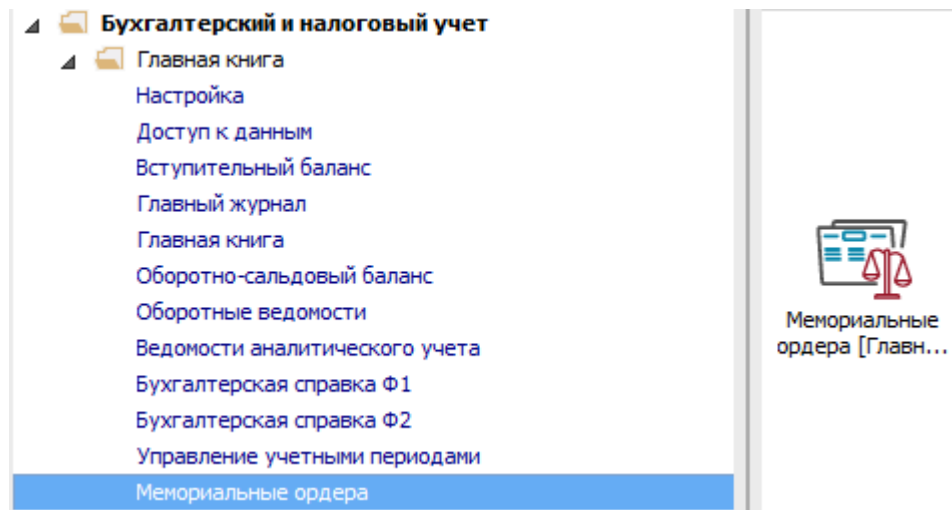 Бухгалтерский и налоговый учет
Главная книга
Настройка
Доступ к данным
Вступительный баланс
Главный журнал
Главная книга
Оборотно-сальдовый баланс
Оборотные ведомости
Ведомости аналитического учета
Бухгалтерская справка Ф1
Бухгалтерская справка Ф2
Управление учетными периодами
Мемориальные ордера
Мемориальные
ордера [Главн...